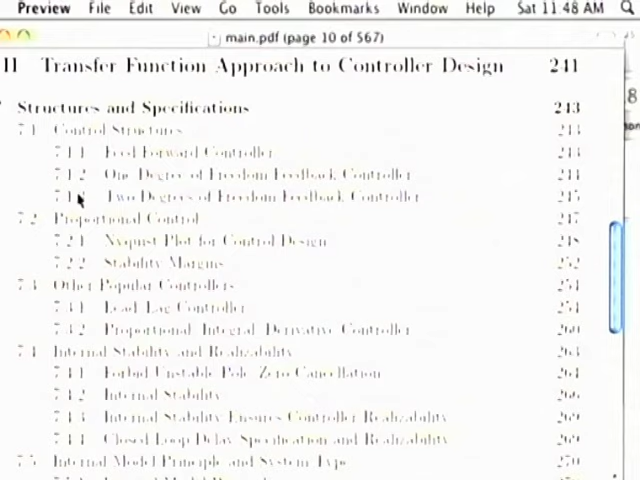 Preview File Edit View Go Tools Bookmarks Window Help Sat 11:48 AM
main.pdf (page 10 of 567)
II Transfer Function Approach to Controller Design 241
Structures and Specifications 243
7.1 Control Structures 243
7.1.1 Feed Forward Controller 243
7.1.2 One Degree of Freedom Feedback Controller 244
Two Degrees of Freedom Feedback Controller 245
7.2 Proportional Control 247
7.2.1 Nyquist Plot for Control Design 248
7.2.2 Stability Margins 252
7.3 Other Popular Controllers 254
7.3.1 Lead Lag Controller 254
7.3.2 Proportional Integral Derivative Controller 260
7.4 Internal Stability and Realizability 263
7.4.1 Forbid Unstable Pole Zero Cancellation 264
7.4.2 Internal Stability 266
7.4.3 Internal Stability Ensures Controller Realizability 269
7.4.4 Closed Loop Delay Specification and Realizability 269
7.5 Internal Model Principle and System Type 270